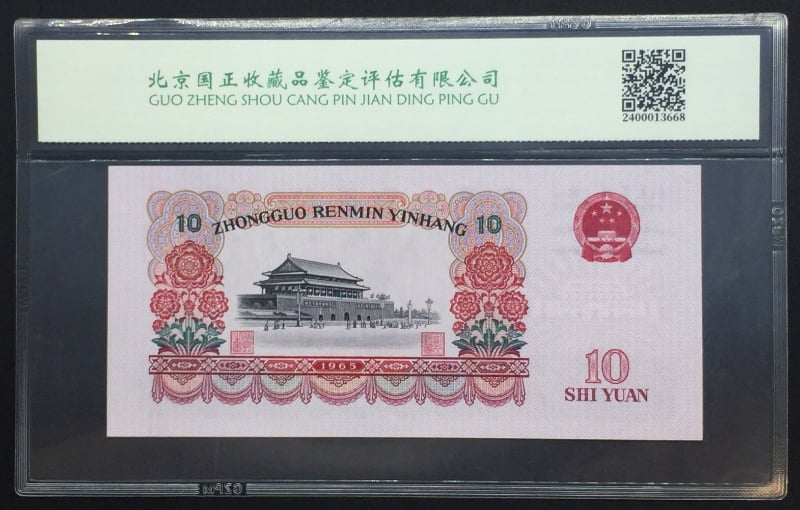 北京国正收藏品鉴定评估有限公司
GUO ZHENG SHOU CANG PIN JIAN DING PING GU
2400013668
10 ZHONGGUO RENMIN YINHANG 10
1965
10
SHI YUAN